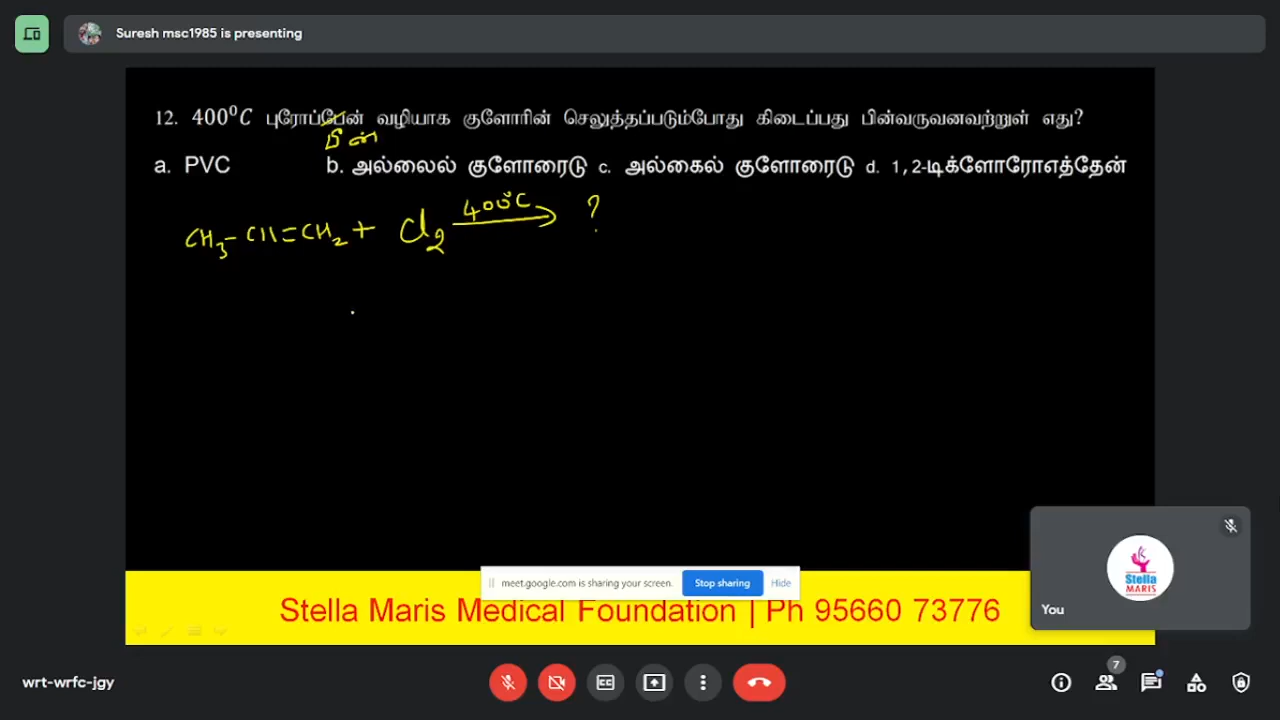 Suresh msc1985 is presenting
12. 400⁰C புரோப்பேன் வழியாக குளோரின் செலுத்தப்படும்போது கிடைப்பது பின்வருவனவற்றுள் எது?
பீன்
a. PVC b. அல்லைல் குளோரைடு c. அல்கைல் குளோரைடு d. 1,2-டிக்ளோரோஎத்தேன்
CH₃-CH=CH₂ + Cl₂ 400°C → ?
meet.google.com is sharing your screen. Stop sharing Hide
Stella Maris Medical Foundation | Ph 95660 73776
Stella
MARIS
You
wrt-wrfc-jgy
7